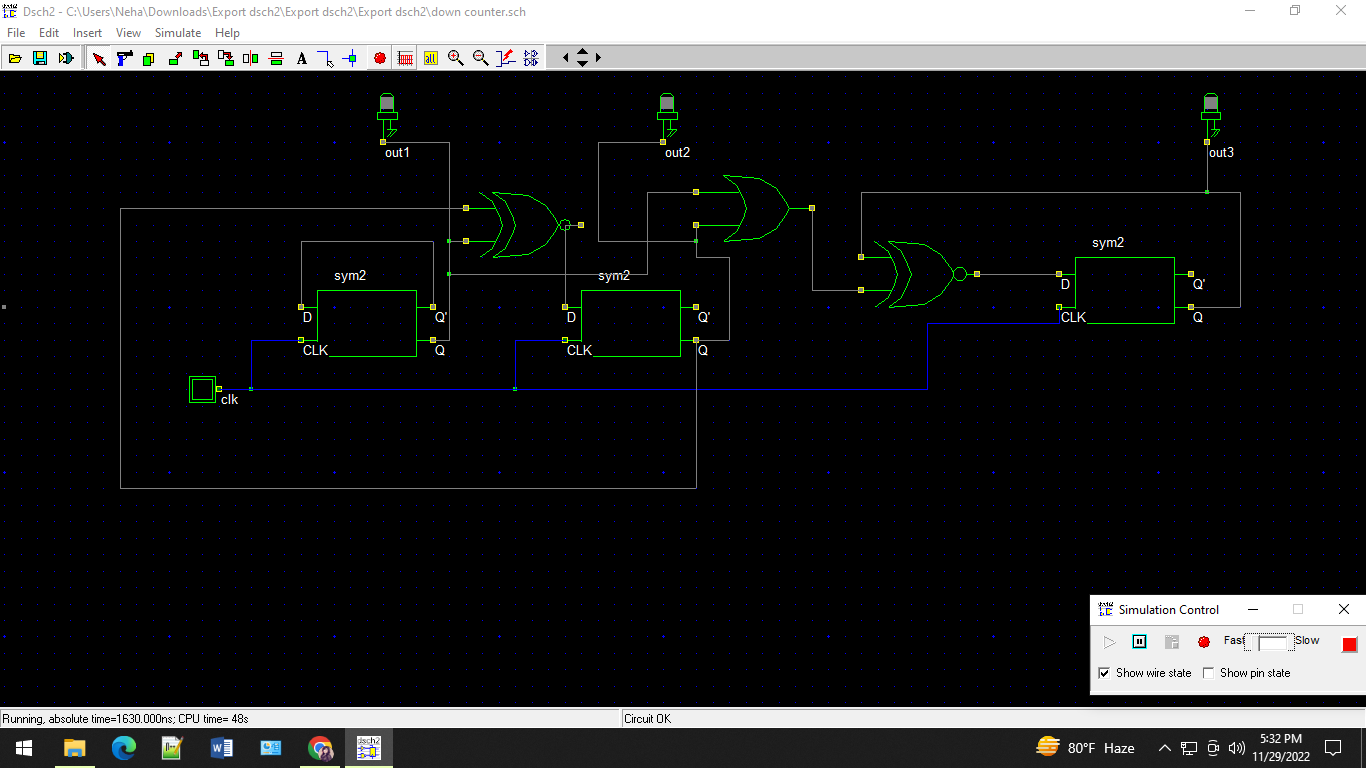 Dsch2 - C:\Users\Neha\Downloads\Export dsch2\Export dsch2\Export dsch2\down counter.sch
File Edit Insert View Simulate Help
out1
out2
out3
sym2
sym2
sym2
D
Q'
D
Q'
D
Q'
CLK
Q
CLK
Q
CLK
Q
clk
Simulation Control
Fast
Slow
Show wire state
Show pin state
Running, absolute time=1630.000ns; CPU time= 48s
Circuit OK
80°F Haze
5:32 PM
11/29/2022